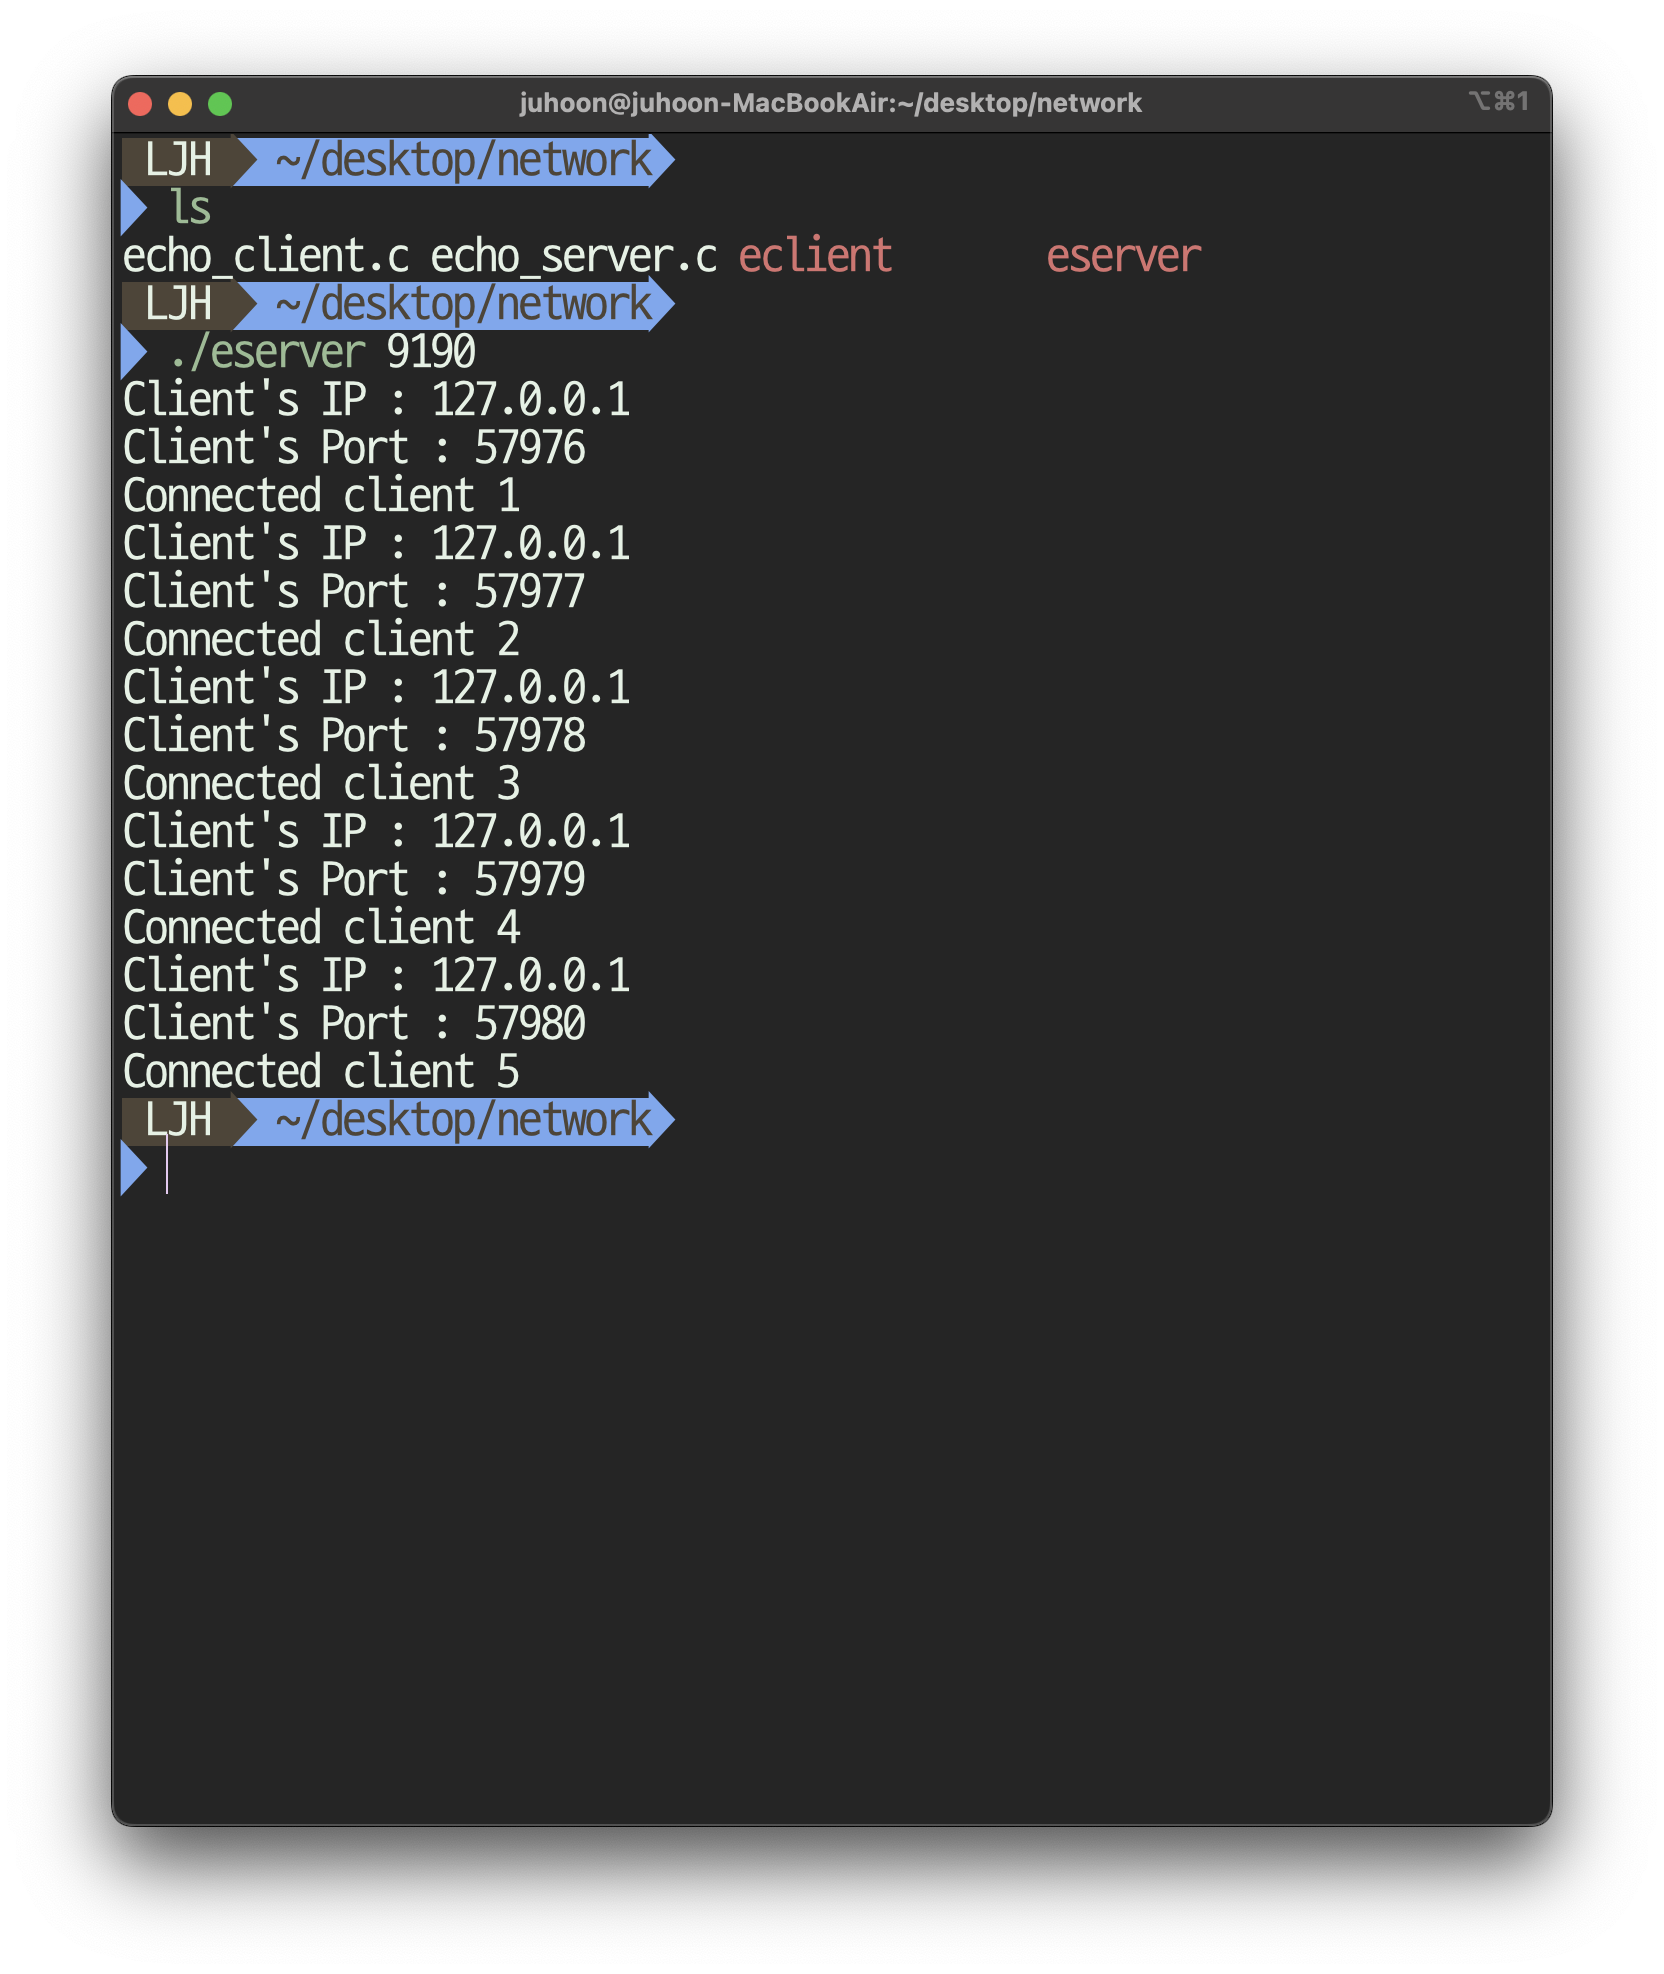 juhoon@juhoon-MacBookAir:~/desktop/network ⌥⌘1
LJH ~/desktop/network
ls
echo_client.c echo_server.c eclient eserver
LJH ~/desktop/network
./eserver 9190
Client's IP : 127.0.0.1
Client's Port : 57976
Connected client 1
Client's IP : 127.0.0.1
Client's Port : 57977
Connected client 2
Client's IP : 127.0.0.1
Client's Port : 57978
Connected client 3
Client's IP : 127.0.0.1
Client's Port : 57979
Connected client 4
Client's IP : 127.0.0.1
Client's Port : 57980
Connected client 5
LJH ~/desktop/network